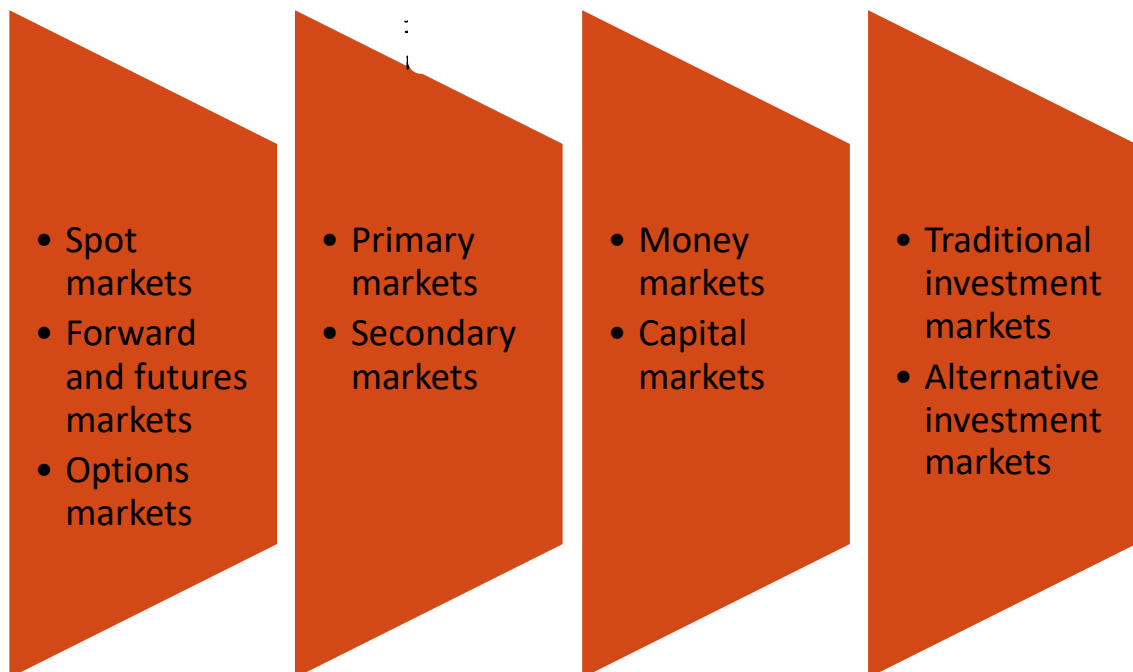 • Spot
markets
• Forward
and futures
markets
• Options
markets
• Primary
markets
• Secondary
markets
• Money
markets
• Capital
markets
• Traditional
investment
markets
• Alternative
investment
markets